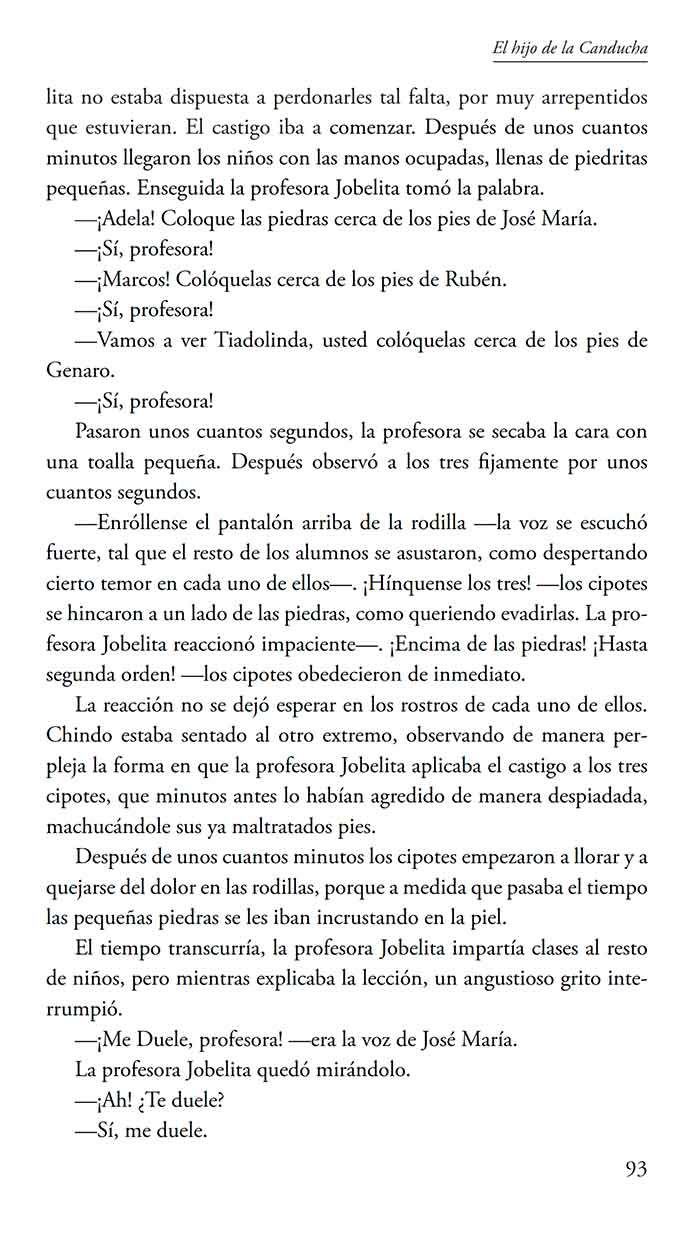 El hijo de la Canducha
lita no estaba dispuesta a perdonarles tal falta, por muy arrepentidos
que estuvieran. El castigo iba a comenzar. Después de unos cuantos
minutos llegaron los niños con las manos ocupadas, llenas de piedritas
pequeñas. Enseguida la profesora Jobelita tomó la palabra.
—¡Adela! Coloque las piedras cerca de los pies de José María.
—¡Sí, profesora!
—¡Marcos! Colóquelas cerca de los pies de Rubén.
—¡Sí, profesora!
—Vamos a ver Tiadolinda, usted colóquelas cerca de los pies de
Genaro.
—¡Sí, profesora!
Pasaron unos cuantos segundos, la profesora se secaba la cara con
una toalla pequeña. Después observó a los tres fijamente por unos
cuantos segundos.
—Enróllense el pantalón arriba de la rodilla —la voz se escuchó
fuerte, tal que el resto de los alumnos se asustaron, como despertando
cierto temor en cada uno de ellos—. ¡Hínquense los tres! —los cipotes
se hincaron a un lado de las piedras, como queriendo evadirlas. La pro-
fesora Jobelita reaccionó impaciente—. ¡Encima de las piedras! ¡Hasta
segunda orden! —los cipotes obedecieron de inmediato.
La reacción no se dejó esperar en los rostros de cada uno de ellos.
Chindo estaba sentado al otro extremo, observando de manera per-
pleja la forma en que la profesora Jobelita aplicaba el castigo a los tres
cipotes, que minutos antes lo habían agredido de manera despiadada,
machucándole sus ya maltratados pies.
Después de unos cuantos minutos los cipotes empezaron a llorar y a
quejarse del dolor en las rodillas, porque a medida que pasaba el tiempo
las pequeñas piedras se les iban incrustando en la piel.
El tiempo transcurría, la profesora Jobelita impartía clases al resto
de niños, pero mientras explicaba la lección, un angustioso grito inte-
rrumpió.
—¡Me Duele, profesora! —era la voz de José María.
La profesora Jobelita quedó mirándolo.
—¡Ah! ¿Te duele?
—Sí, me duele.
93